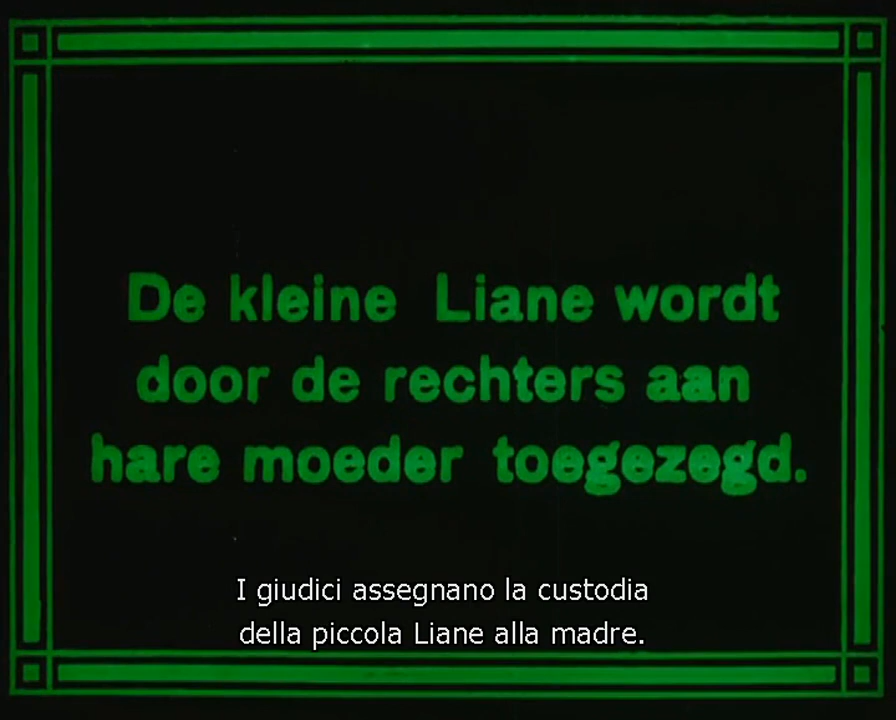 De kleine Liane wordt
door de rechters aan
hare moeder toegezegd.
I giudici assegnano la custodia
della piccola Liane alla madre.